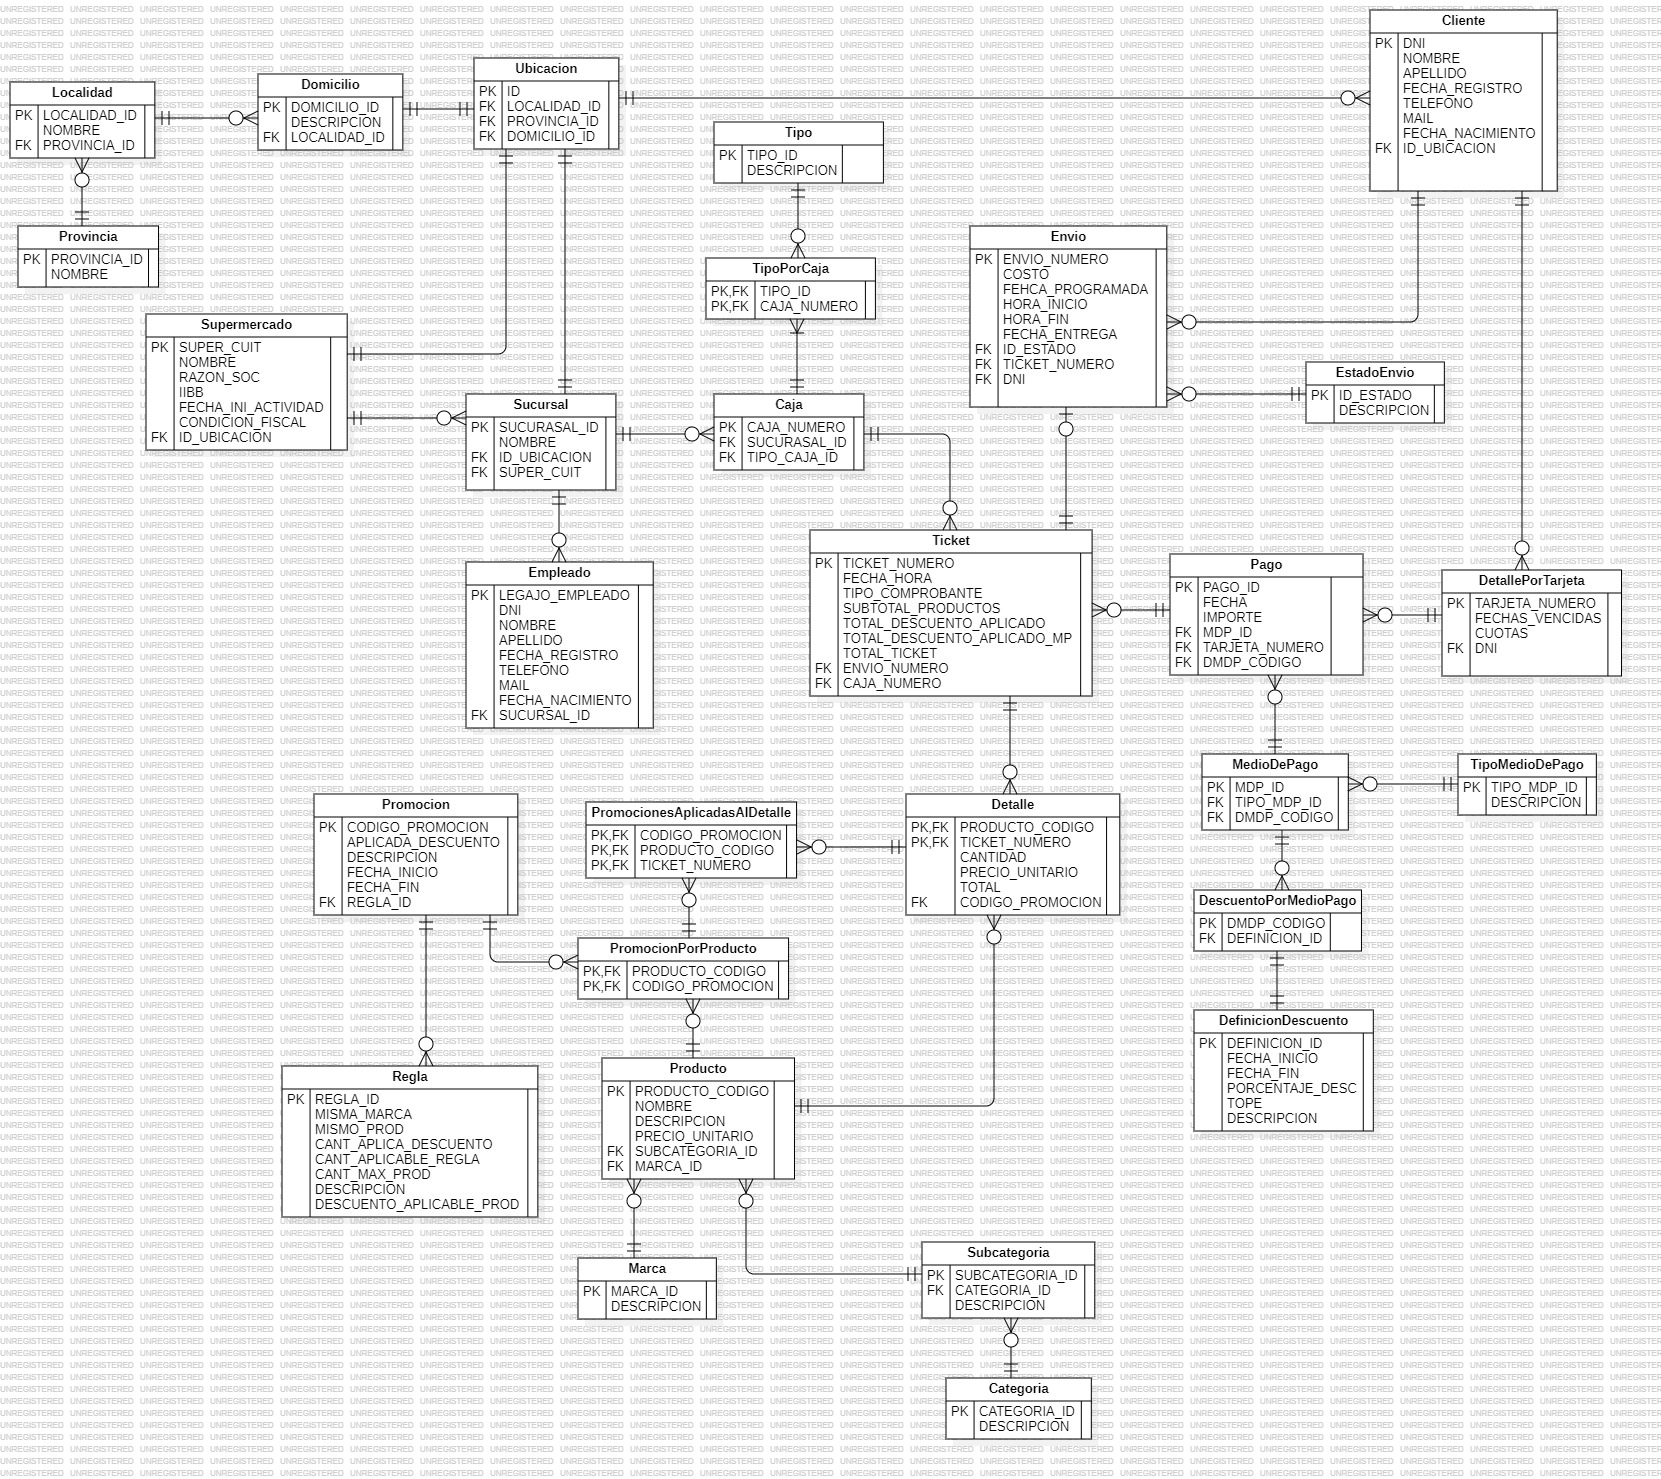 Localidad
PK LOCALIDAD_ID
NOMBRE
FK PROVINCIA_ID
Domicilio
PK DOMICILIO_ID
DESCRIPCION
FK LOCALIDAD_ID
Ubicacion
PK ID
FK LOCALIDAD_ID
FK PROVINCIA_ID
FK DOMICILIO_ID
Cliente
PK DNI
NOMBRE
APELLIDO
FECHA_REGISTRO
TELEFONO
MAIL
FECHA_NACIMIENTO
FK ID_UBICACION
Tipo
PK TIPO_ID
DESCRIPCION
Provincia
PK PROVINCIA_ID
NOMBRE
TipoPorCaja
PK,FK TIPO_ID
PK,FK CAJA_NUMERO
Envio
PK ENVIO_NUMERO
COSTO
FEHCA_PROGRAMADA
HORA_INICIO
HORA_FIN
FECHA_ENTREGA
FK ID_ESTADO
FK TICKET_NUMERO
FK DNI
Supermercado
PK SUPER_CUIT
NOMBRE
RAZON_SOC
IIBB
FECHA_INI_ACTIVIDAD
CONDICION_FISCAL
FK ID_UBICACION
EstadoEnvio
PK ID_ESTADO
DESCRIPCION
Sucursal
PK SUCURASAL_ID
NOMBRE
FK ID_UBICACION
FK SUPER_CUIT
Caja
PK CAJA_NUMERO
FK SUCURASAL_ID
FK TIPO_CAJA_ID
Empleado
PK LEGAJO_EMPLEADO
DNI
NOMBRE
APELLIDO
FECHA_REGISTRO
TELEFONO
MAIL
FECHA_NACIMIENTO
FK SUCURSAL_ID
Ticket
PK TICKET_NUMERO
FECHA_HORA
TIPO_COMPROBANTE
SUBTOTAL_PRODUCTOS
TOTAL_DESCUENTO_APLICADO
TOTAL_DESCUENTO_APLICADO_MP
TOTAL_TICKET
FK ENVIO_NUMERO
FK CAJA_NUMERO
Pago
PK PAGO_ID
FECHA
IMPORTE
FK MDP_ID
FK TARJETA_NUMERO
FK DMDP_CODIGO
DetallePorTarjeta
PK TARJETA_NUMERO
FECHAS_VENCIDAS
CUOTAS
FK DNI
MedioDePago
PK MDP_ID
FK TIPO_MDP_ID
FK DMDP_CODIGO
TipoMedioDePago
PK TIPO_MDP_ID
DESCRIPCION
Promocion
PK CODIGO_PROMOCION
APLICADA_DESCUENTO
DESCRIPCION
FECHA_INICIO
FECHA_FIN
FK REGLA_ID
PromocionesAplicadasAlDetalle
PK,FK CODIGO_PROMOCION
PK,FK PRODUCTO_CODIGO
PK,FK TICKET_NUMERO
Detalle
PK,FK PRODUCTO_CODIGO
PK,FK TICKET_NUMERO
CANTIDAD
PRECIO_UNITARIO
TOTAL
FK CODIGO_PROMOCION
DescuentoPorMedioPago
PK DMDP_CODIGO
FK DEFINICION_ID
PromocionPorProducto
PK,FK PRODUCTO_CODIGO
PK,FK CODIGO_PROMOCION
DefinicionDescuento
PK DEFINICION_ID
FECHA_INICIO
FECHA_FIN
PORCENTAJE_DESC
TOPE
DESCRIPCION
Regla
PK REGLA_ID
MISMA_MARCA
MISMO_PROD
CANT_APLICA_DESCUENTO
CANT_APLICABLE_REGLA
CANT_MAX_PROD
DESCRIPCION
DESCUENTO_APLICABLE_PROD
Producto
PK PRODUCTO_CODIGO
NOMBRE
DESCRIPCION
PRECIO_UNITARIO
FK SUBCATEGORIA_ID
FK MARCA_ID
Marca
PK MARCA_ID
DESCRIPCION
Subcategoria
PK SUBCATEGORIA_ID
FK CATEGORIA_ID
DESCRIPCION
Categoria
PK CATEGORIA_ID
DESCRIPCION
UNREGISTERED